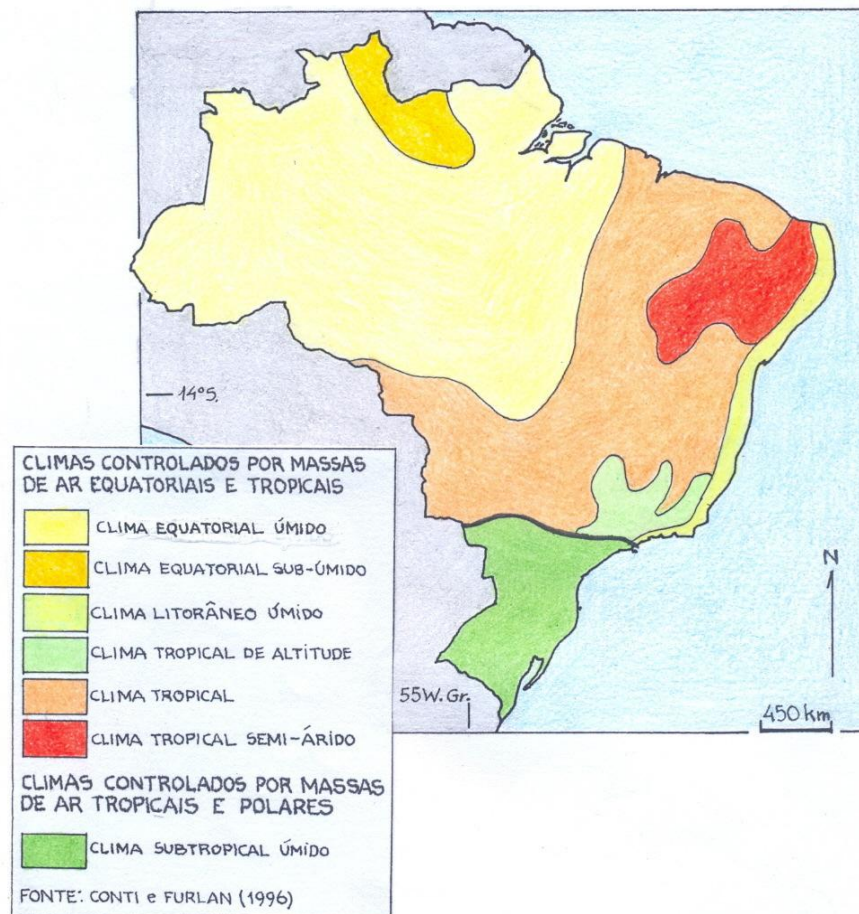 14ºS.
CLIMAS CONTROLADOS POR MASSAS
DE AR EQUATORIAIS E TROPICAIS
CLIMA EQUATORIAL ÚMIDO
CLIMA EQUATORIAL SUB-ÚMIDO
CLIMA LITORÂNEO ÚMIDO
CLIMA TROPICAL DE ALTITUDE
CLIMA TROPICAL
CLIMA TROPICAL SEMI-ÁRIDO
CLIMAS CONTROLADOS POR MASSAS
DE AR TROPICAIS E POLARES
CLIMA SUBTROPICAL ÚMIDO
FONTE: CONTI e FURLAN (1996)
N
55W.Gr.
450 km